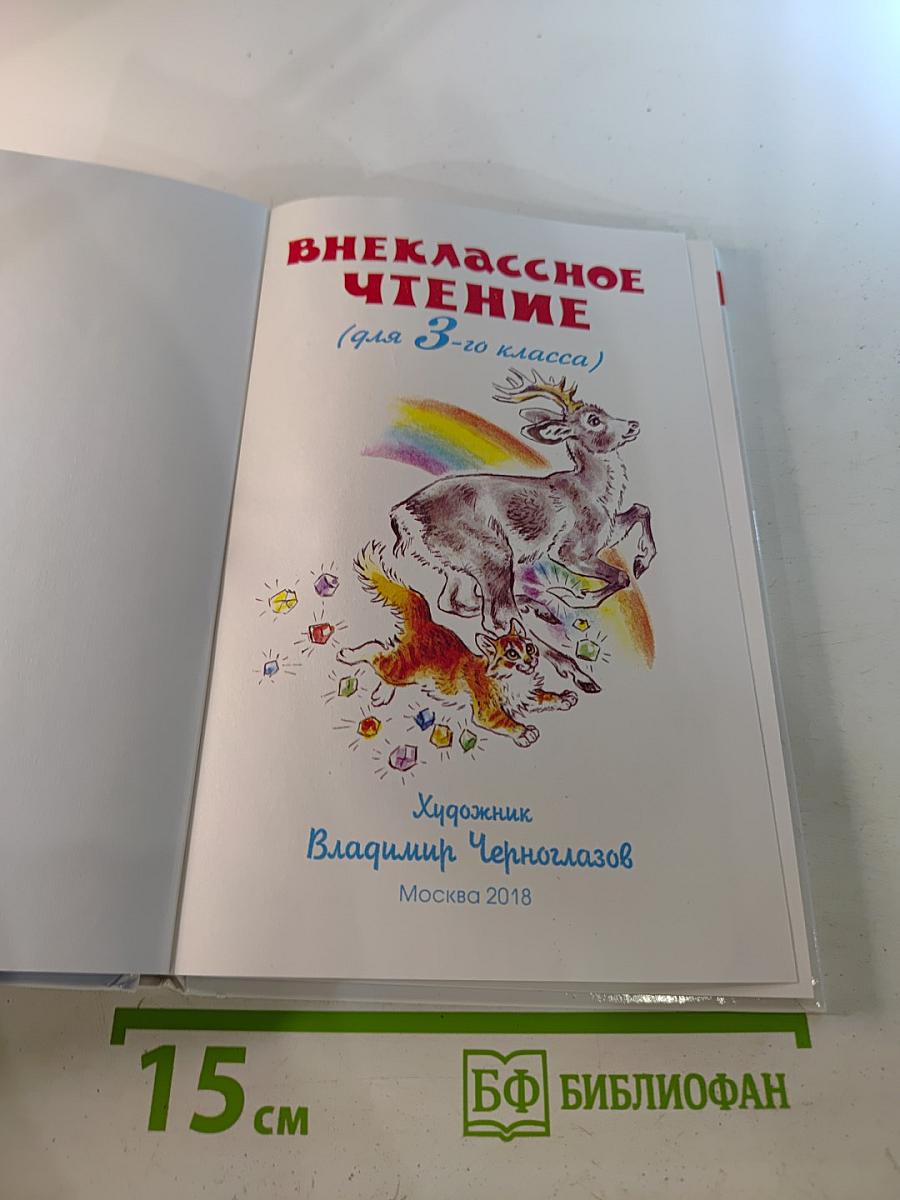 ВНЕКЛАССНОЕ
ЧТЕНИЕ
(для 3-го класса)
Художник
Владимир Черноглазов
Москва 2018
15 см
БФ БИБЛИОФАН